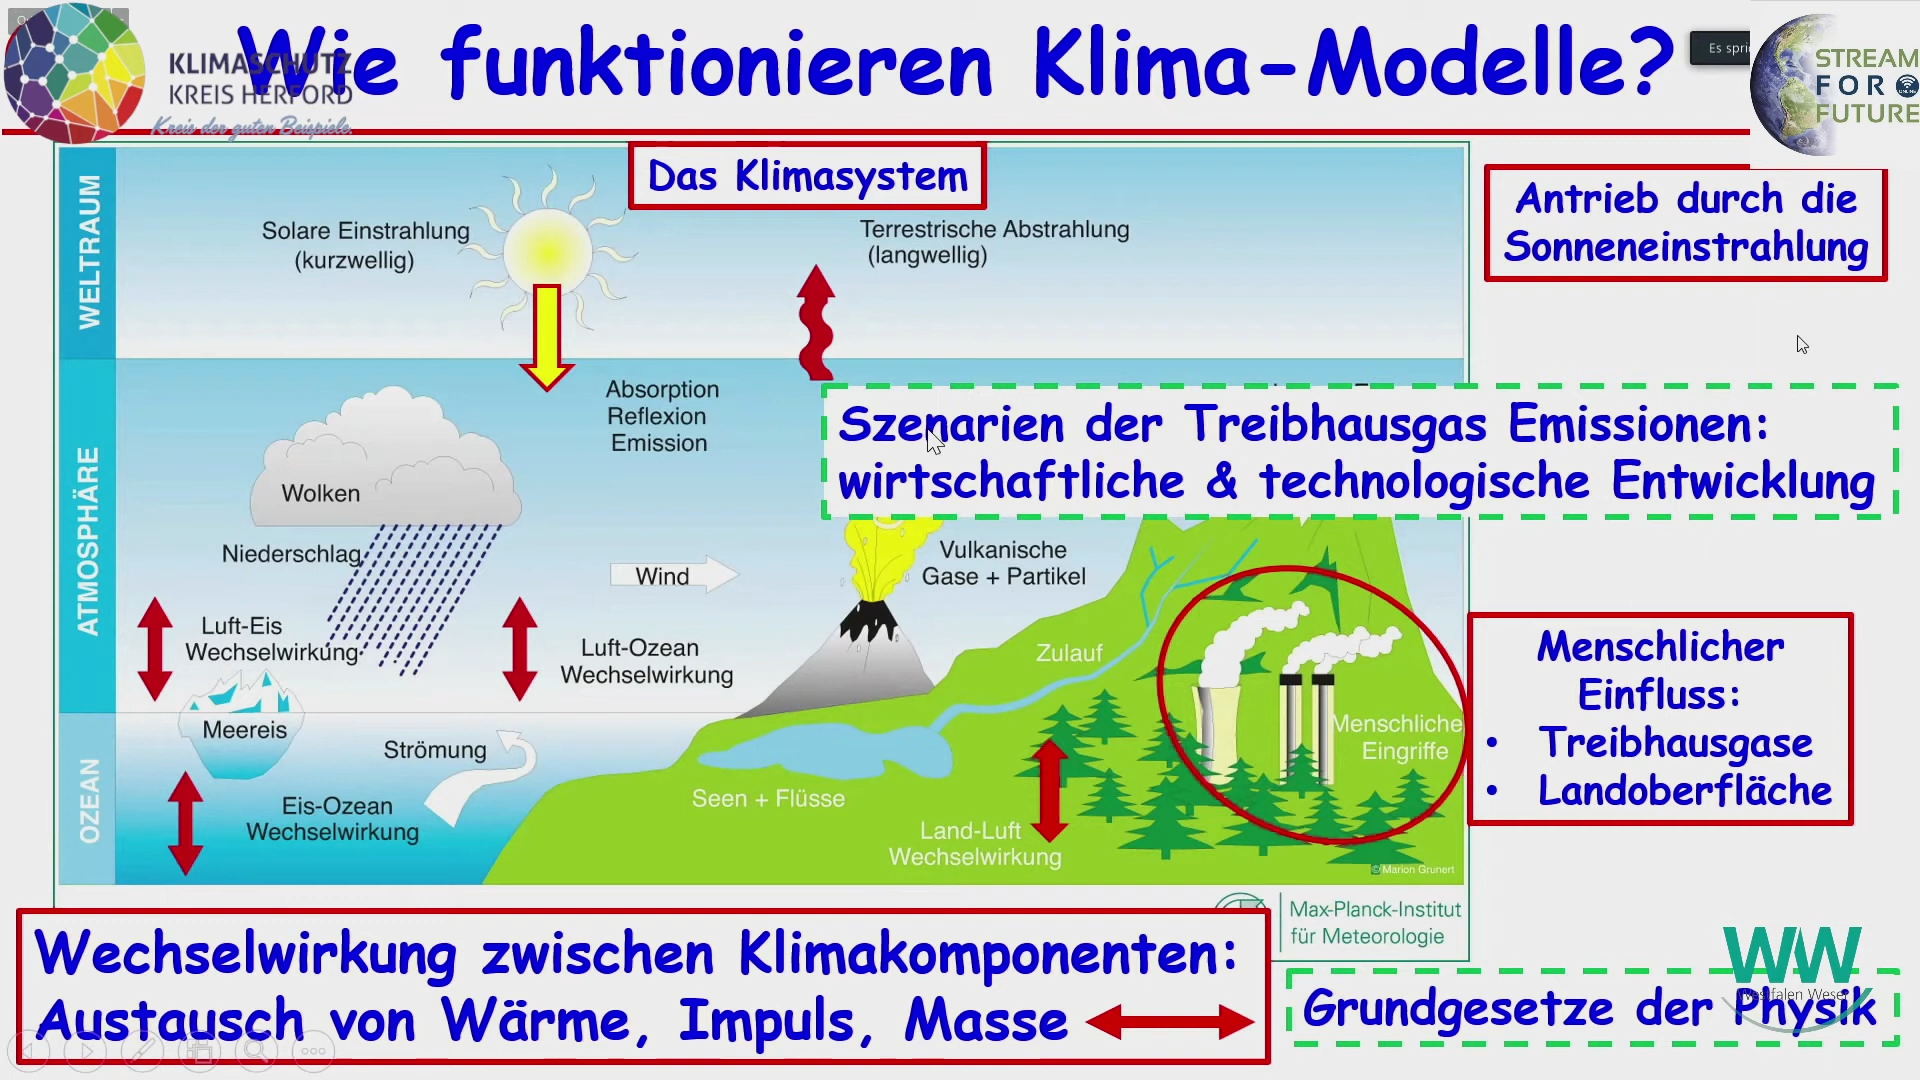 Wie funktionieren Klima-Modelle?
KLIMASCHUTZ
KREIS HERFORD
Kreis der guten Beispiele.
Es spri
STREAM
FOR
FUTURE
Das Klimasystem
Antrieb durch die
Sonneneinstrahlung
WELTRAUM
Solare Einstrahlung
(kurzwellig)
Terrestrische Abstrahlung
(langwellig)
ATMOSPHÄRE
Absorption
Reflexion
Emission
Szenarien der Treibhausgas Emissionen:
wirtschaftliche & technologische Entwicklung
Wolken
Niederschlag
Wind
Vulkanische
Gase + Partikel
Luft-Eis
Wechselwirkung
Luft-Ozean
Wechselwirkung
Zulauf
Menschlicher
Einfluss:
• Treibhausgase
• Landoberfläche
Menschliche
Eingriffe
OZEAN
Meereis
Strömung
Eis-Ozean
Wechselwirkung
Seen + Flüsse
Land-Luft
Wechselwirkung
© Marion Grunert
Max-Planck-Institut
für Meteorologie
Wechselwirkung zwischen Klimakomponenten:
Austausch von Wärme, Impuls, Masse
WW
Westfalen Weser
Grundgesetze der Physik